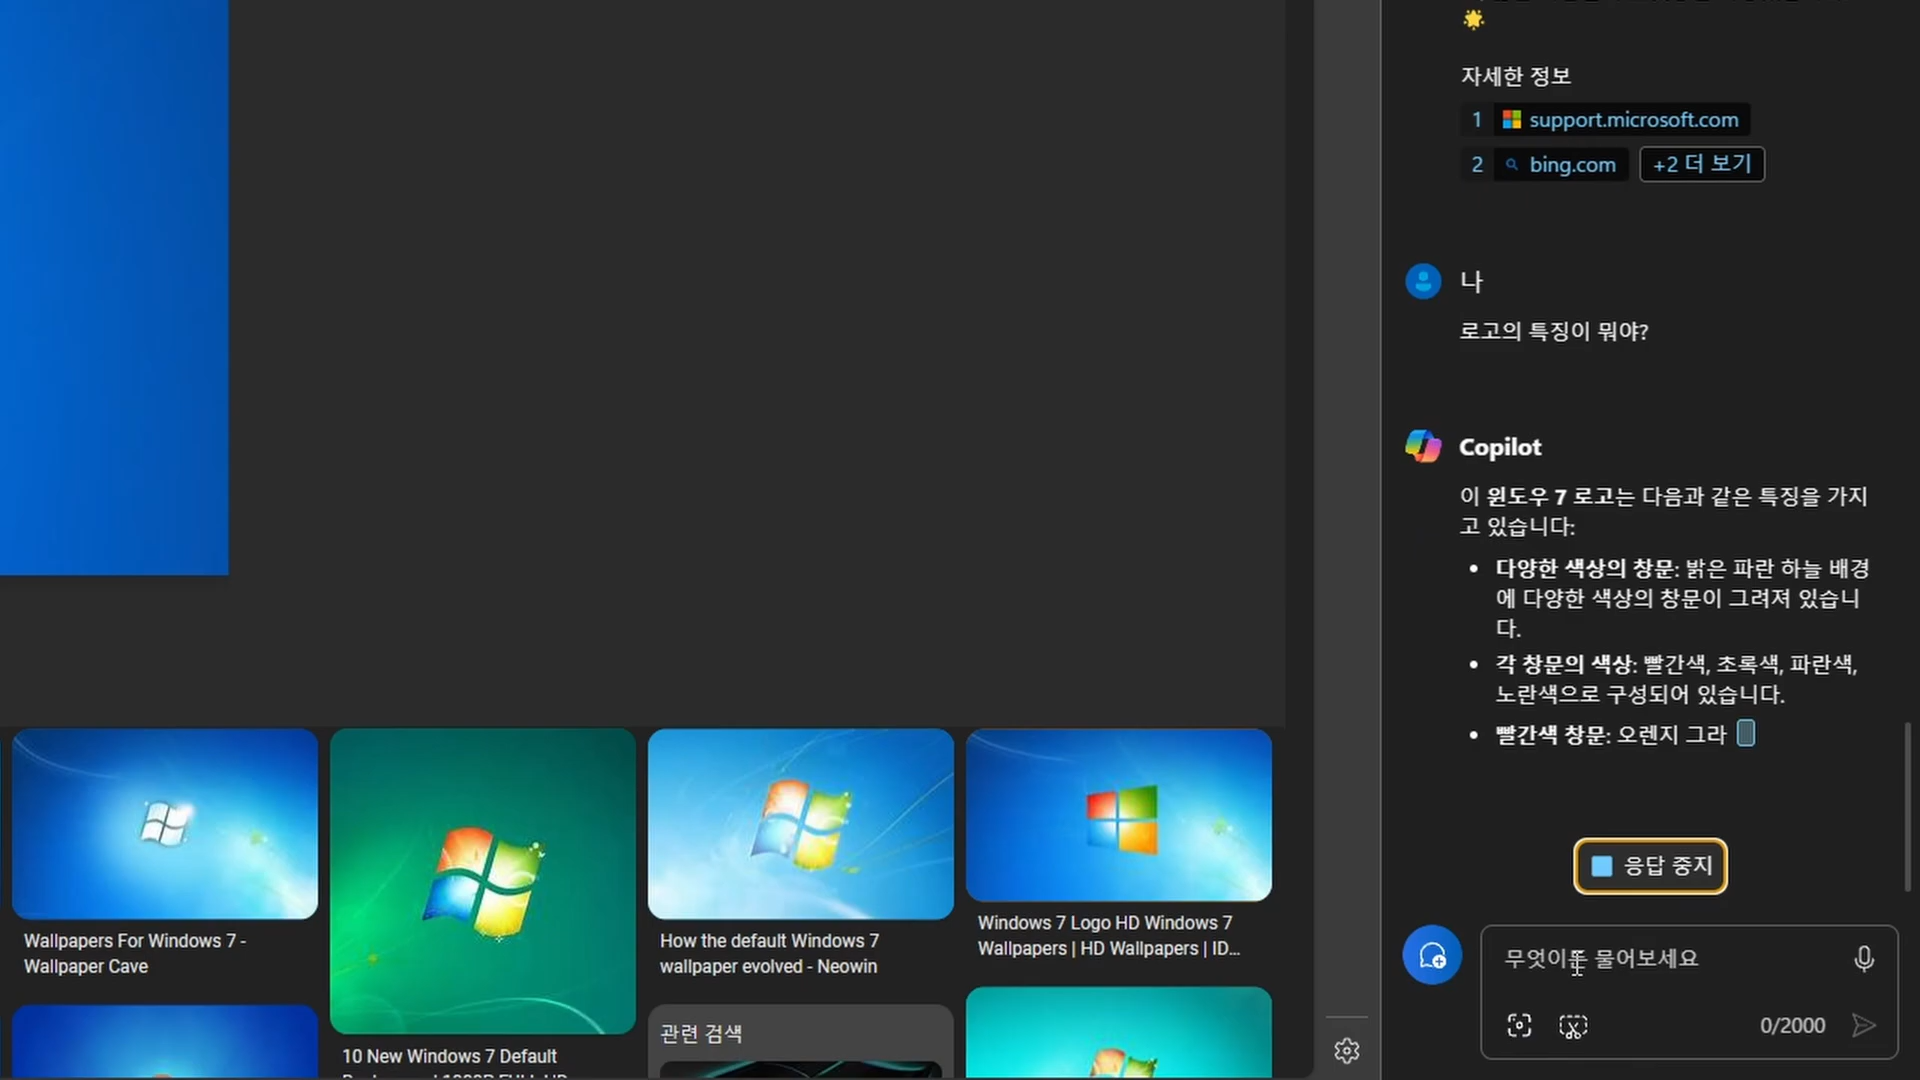 자세한 정보
1 support.microsoft.com
2 bing.com +2 더 보기
나
로고의 특징이 뭐야?
Copilot
이 윈도우 7 로고는 다음과 같은 특징을 가지
고 있습니다:
다양한 색상의 창문: 밝은 파란 하늘 배경
에 다양한 색상의 창문이 그려져 있습니
다.
각 창문의 색상: 빨간색, 초록색, 파란색,
노란색으로 구성되어 있습니다.
빨간색 창문: 오렌지 그라
응답 중지
무엇이든 물어보세요
0/2000
Wallpapers For Windows 7 -
Wallpaper Cave
10 New Windows 7 Default
How the default Windows 7
wallpaper evolved - Neowin
관련 검색
Windows 7 Logo HD Windows 7
Wallpapers | HD Wallpapers | ID...